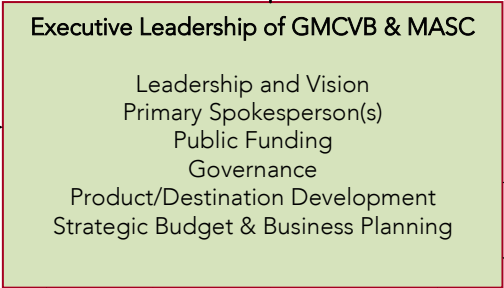 Executive Leadership of GMCVB & MASC
Leadership and Vision
Primary Spokesperson(s)
Public Funding
Governance
Product/Destination Development
Strategic Budget & Business Planning